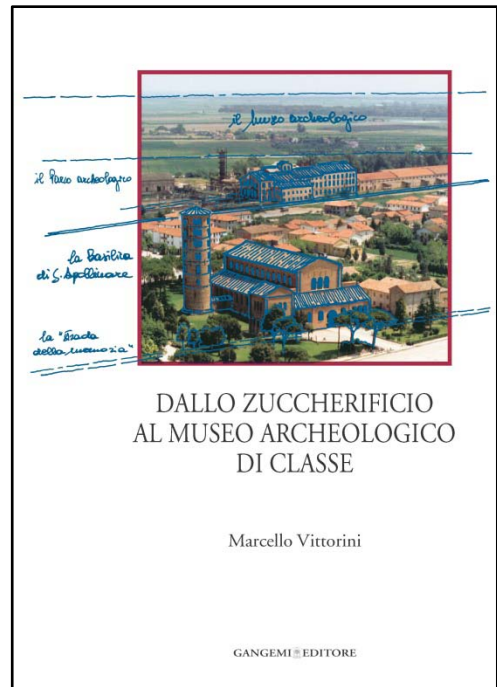 il museo archeologico
il Parco archeologico
la Basilica
di S. Apollinare
la "strada
della memoria"
DALLO ZUCCHERIFICIO
AL MUSEO ARCHEOLOGICO
DI CLASSE
Marcello Vittorini
GANGEMI EDITORE